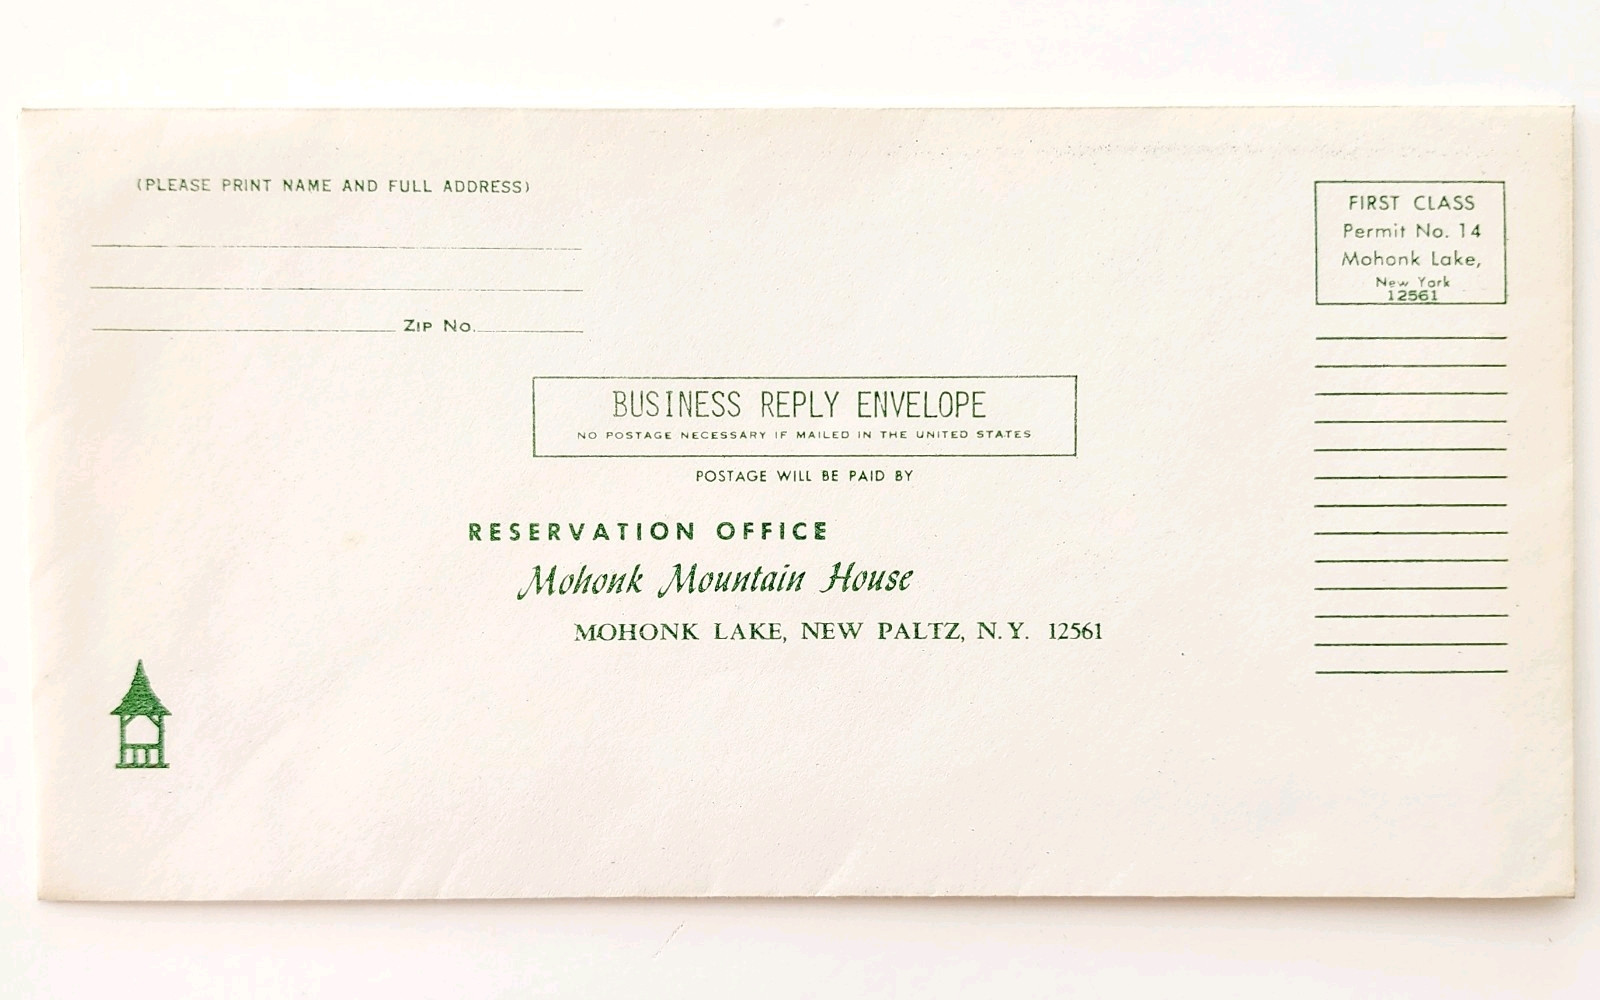 (PLEASE PRINT NAME AND FULL ADDRESS)
ZIP NO.
FIRST CLASS
Permit No. 14
Mohonk Lake,
New York
12561
BUSINESS REPLY ENVELOPE
NO POSTAGE NECESSARY IF MAILED IN THE UNITED STATES
POSTAGE WILL BE PAID BY
RESERVATION OFFICE
Mohonk Mountain House
MOHONK LAKE, NEW PALTZ, N.Y. 12561